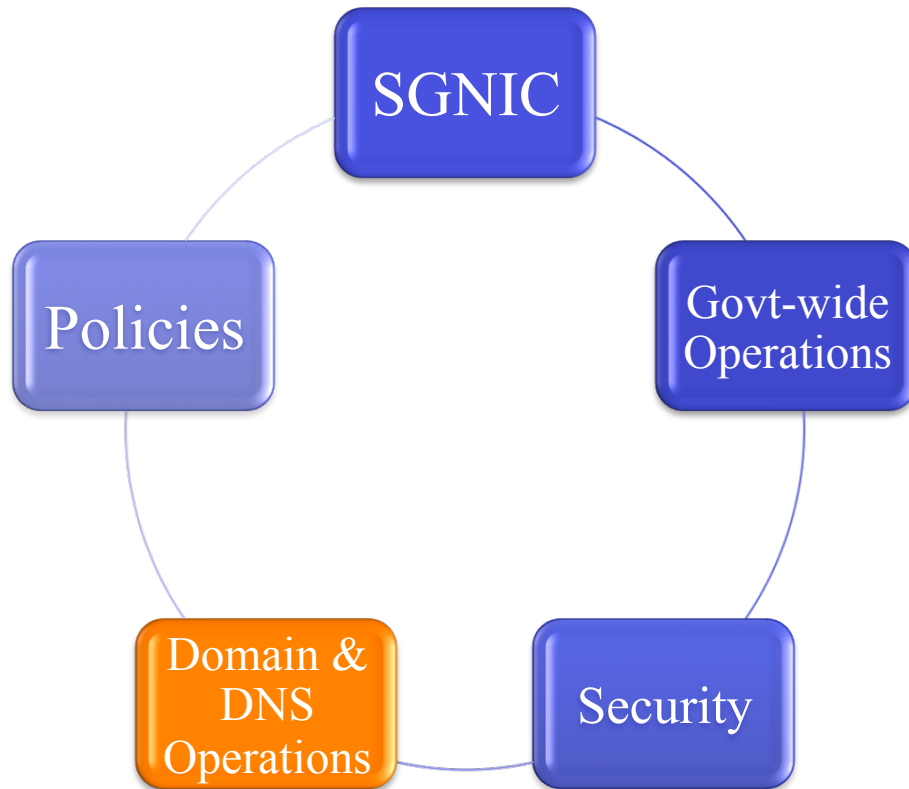 SGNIC
Policies
Govt-wide
Operations
Domain &
DNS
Operations
Security